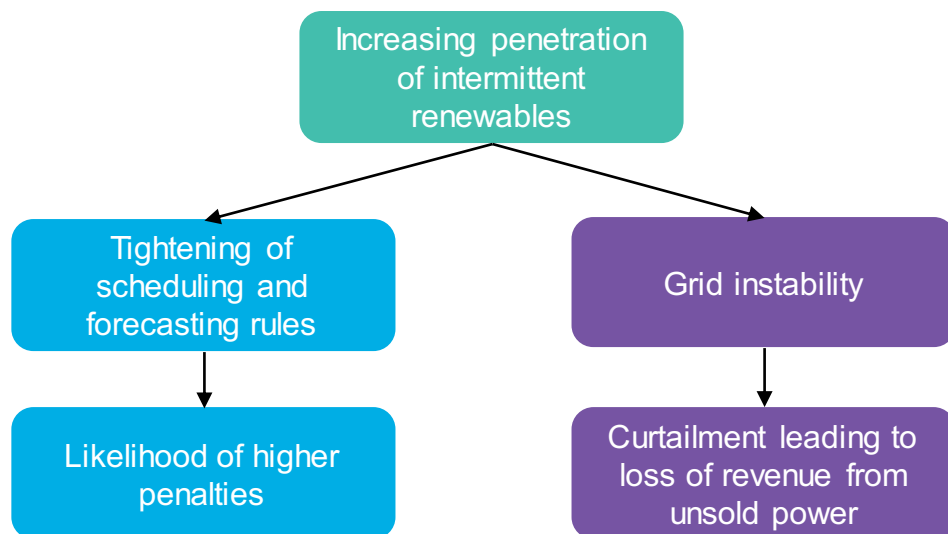 Increasing penetration
of intermittent
renewables
Tightening of
scheduling and
forecasting rules
Grid instability
Likelihood of higher
penalties
Curtailment leading to
loss of revenue from
unsold power